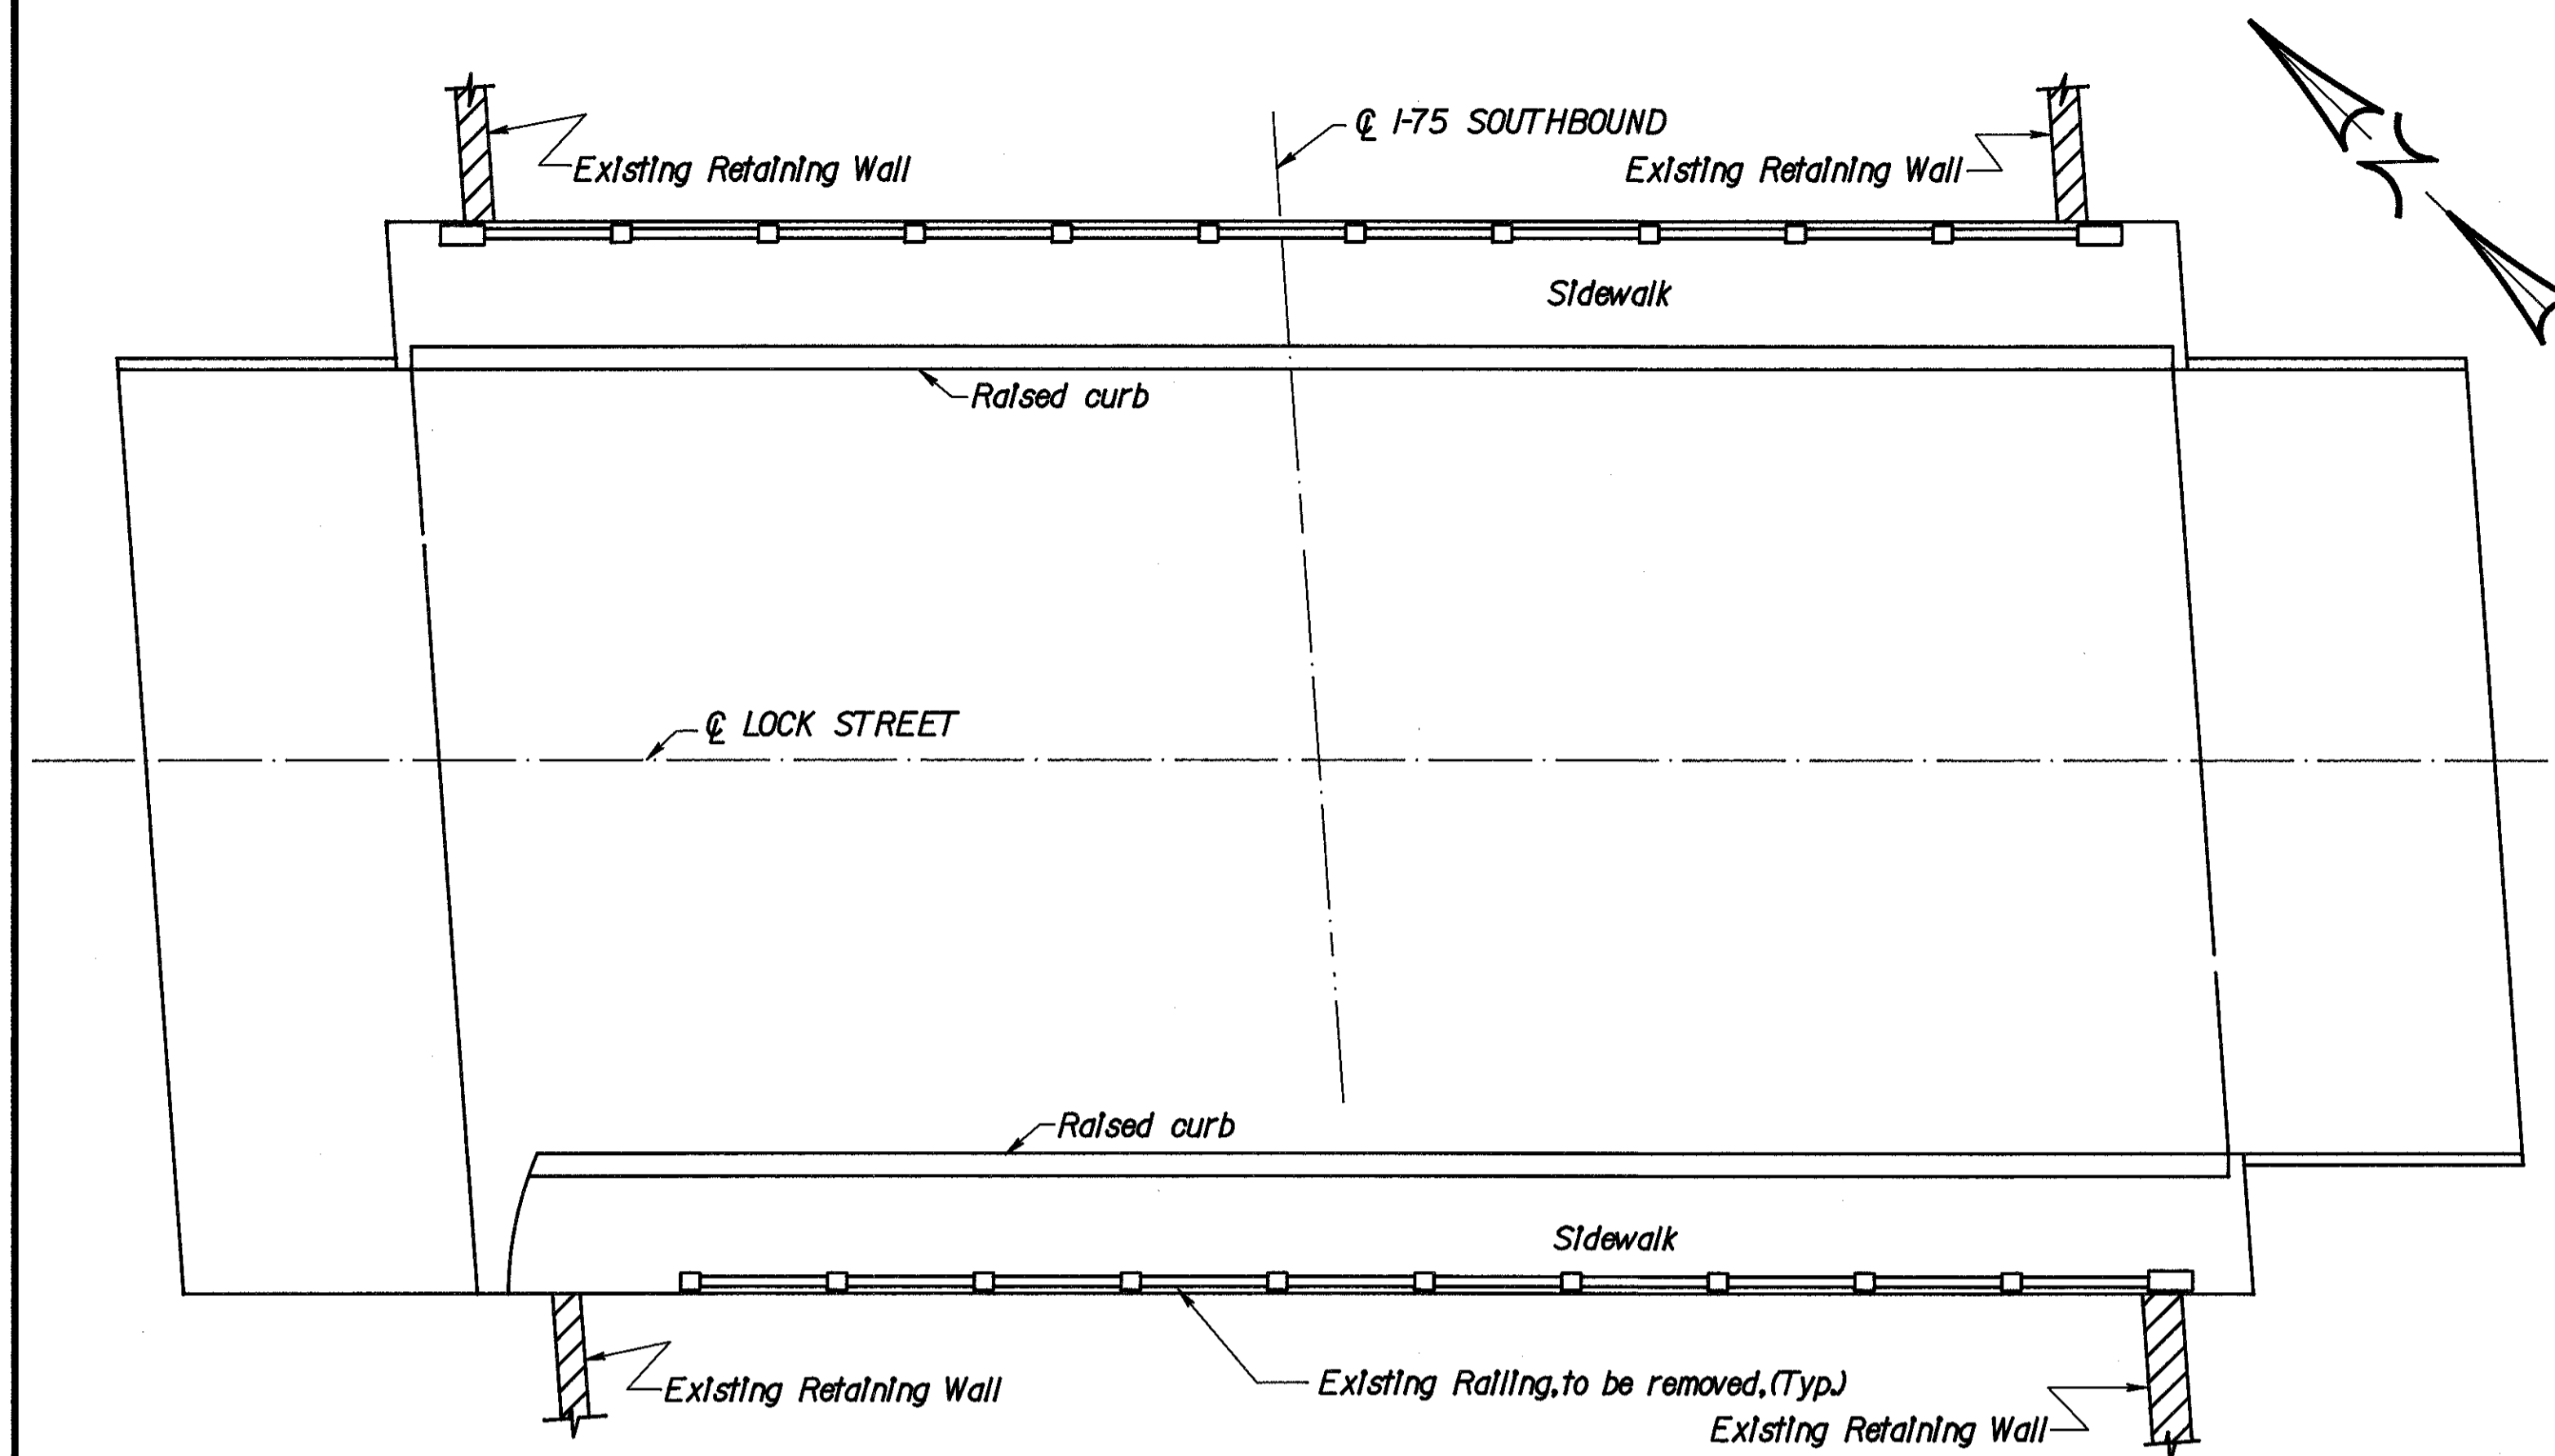 ℄ I-75 SOUTHBOUND
Existing Retaining Wall
Existing Retaining Wall
Sidewalk
Raised curb
℄ LOCK STREET
Raised curb
Sidewalk
Existing Retaining Wall
Existing Railing, to be removed, (Typ.)
Existing Retaining Wall